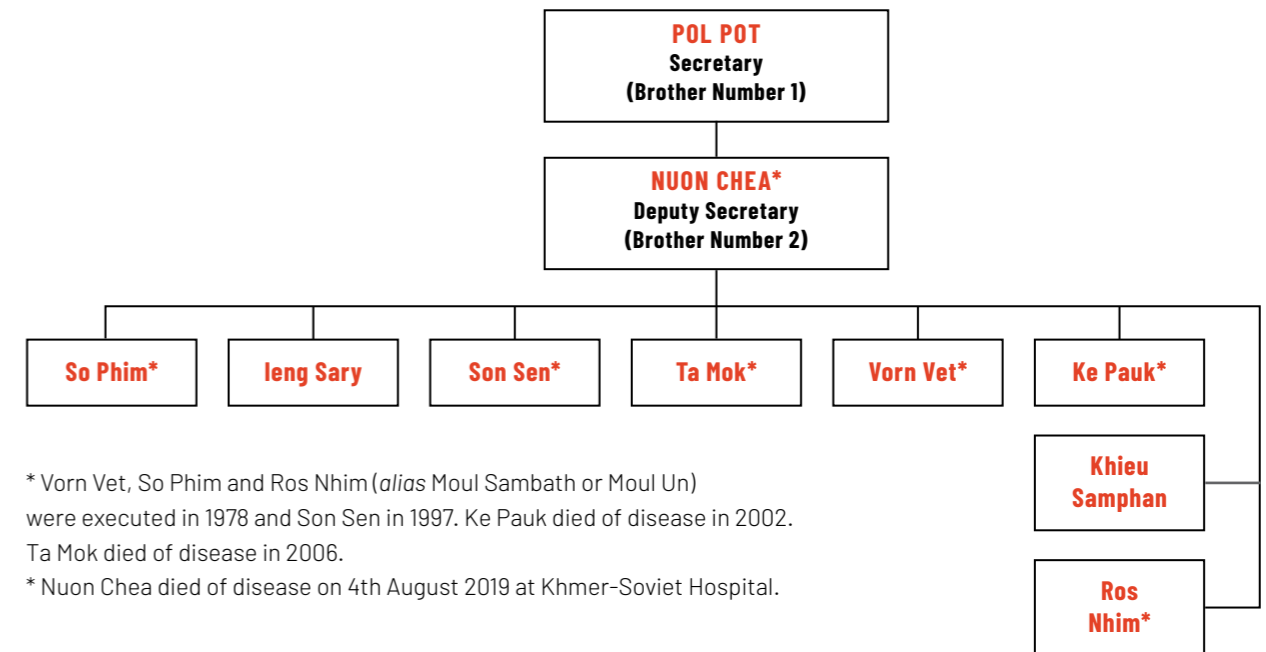 POL POT
Secretary
(Brother Number 1)
NUON CHEA*
Deputy Secretary
(Brother Number 2)
So Phim*
Ieng Sary
Son Sen*
Ta Mok*
Vorn Vet*
Ke Pauk*
Khieu
Samphan
Ros
Nhim*
* Vorn Vet, So Phim and Ros Nhim (alias Moul Sambath or Moul Un)
were executed in 1978 and Son Sen in 1997. Ke Pauk died of disease in 2002.
Ta Mok died of disease in 2006.
* Nuon Chea died of disease on 4th August 2019 at Khmer-Soviet Hospital.